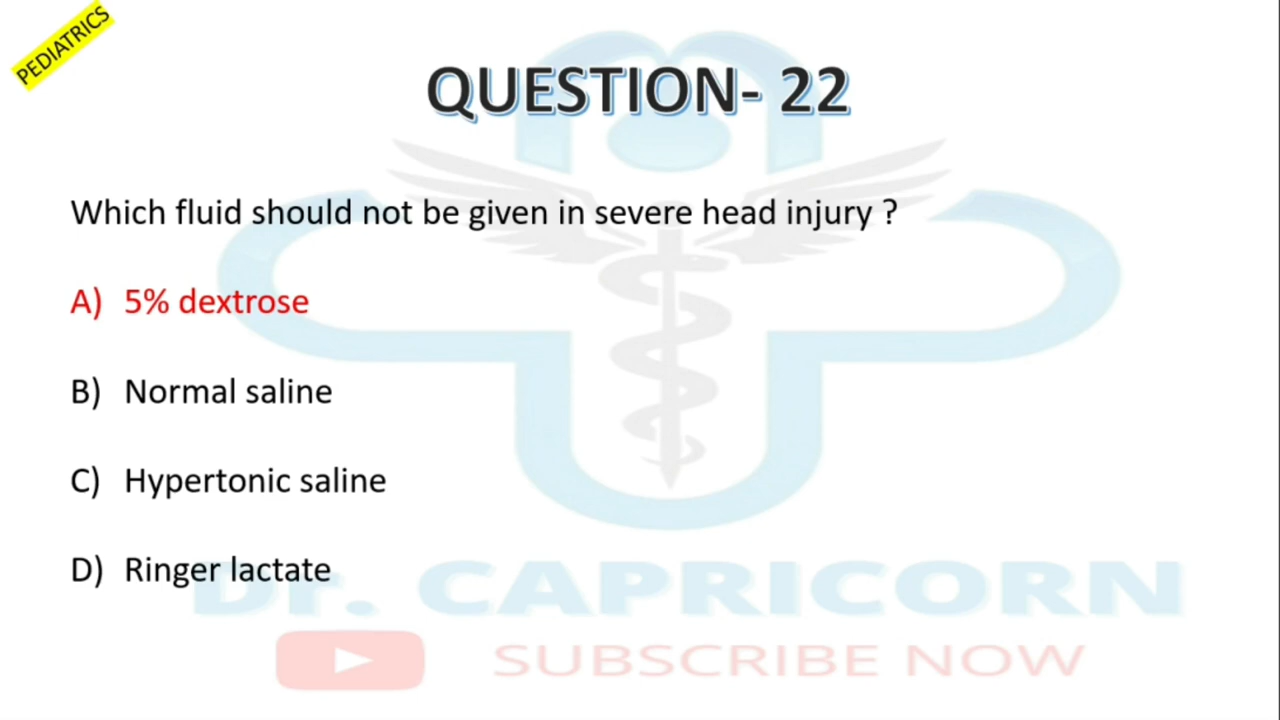 PEDIATRICS
QUESTION- 22
Which fluid should not be given in severe head injury ?
A) 5% dextrose
B) Normal saline
C) Hypertonic saline
D) Ringer lactate
Dr. CAPRICORN
SUBSCRIBE NOW